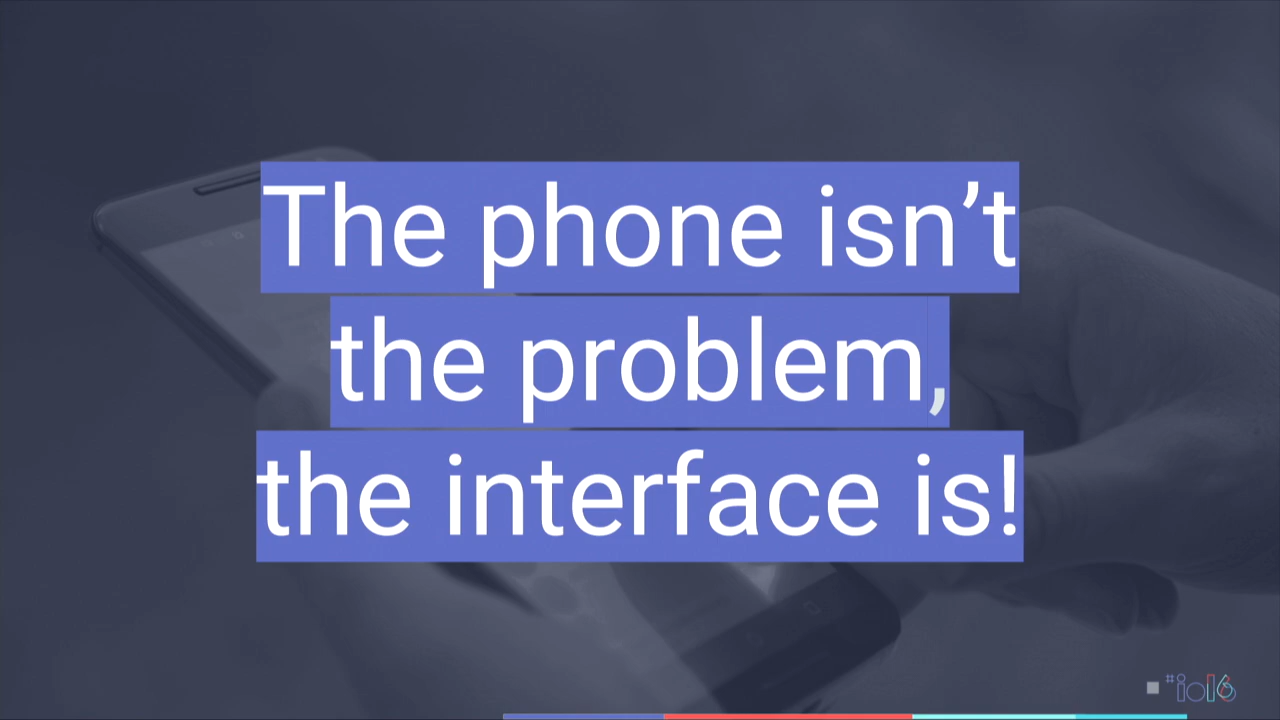 The phone isn’t
the problem,
the interface is!
#io16